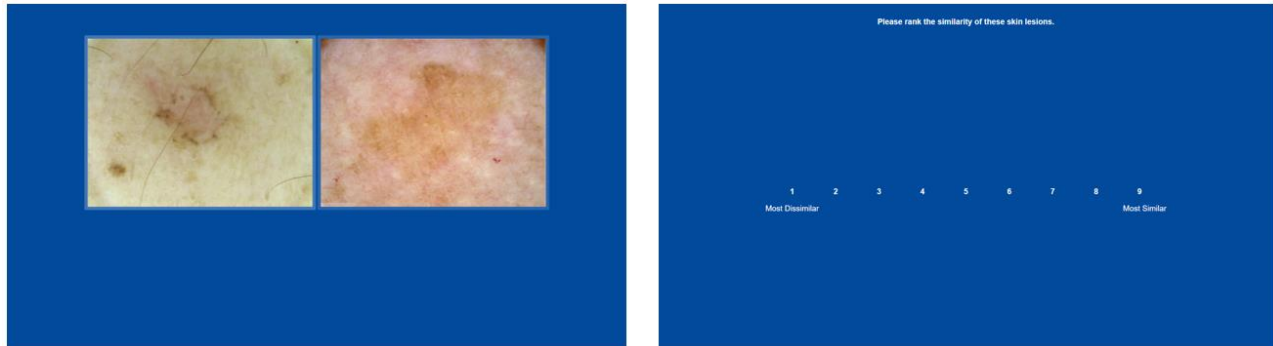 Please rank the similarity of these skin lesions.
1 2 3 4 5 6 7 8 9
Most Dissimilar Most Similar